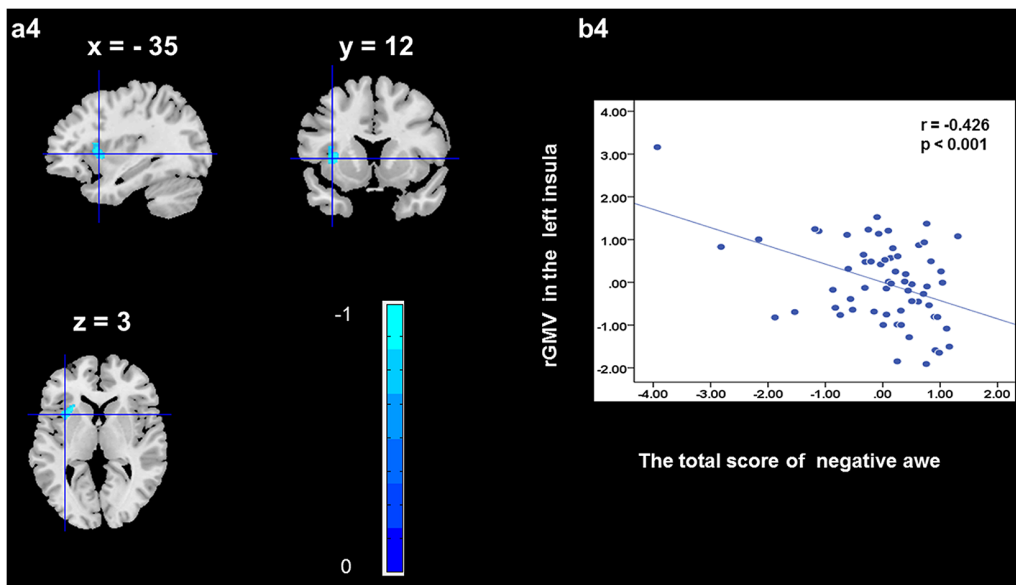 a4
x = - 35
y = 12
z = 3
-1
0
b4
r = -0.426
p < 0.001
rGMV in the left insula
4.00
3.00
2.00
1.00
.00
-1.00
-2.00
-4.00 -3.00 -2.00 -1.00 .00 1.00 2.00
The total score of negative awe